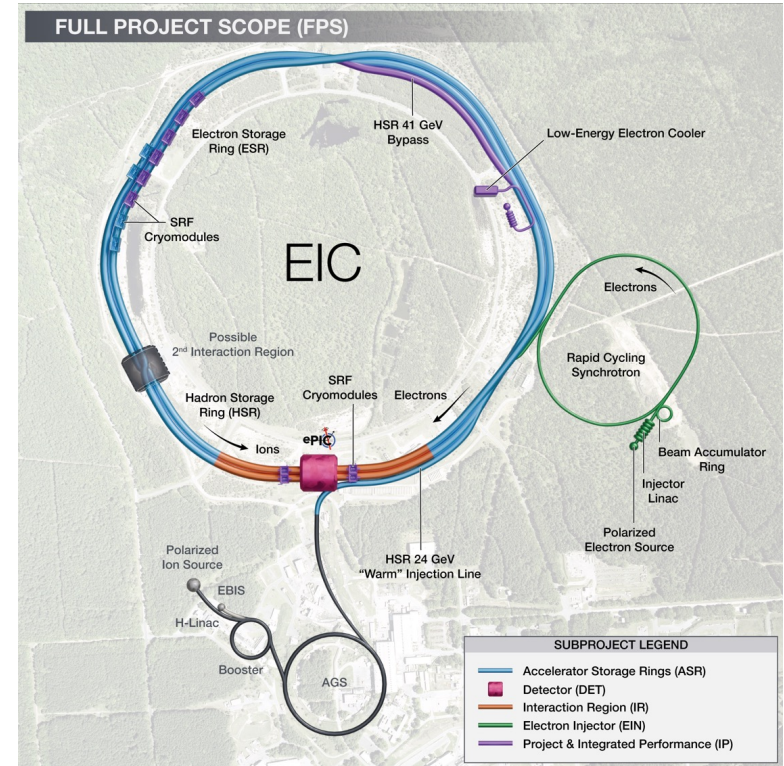 FULL PROJECT SCOPE (FPS)
Electron Storage
Ring (ESR)
HSR 41 GeV
Bypass
Low-Energy Electron Cooler
SRF
Cryomodules
EIC
Electrons
Possible
2nd Interaction Region
Rapid Cycling
Synchrotron
SRF
Cryomodules
Electrons
Hadron Storage
Ring (HSR)
Ions
ePIC
Beam Accumulator
Ring
Injector
Linac
Polarized
Electron Source
HSR 24 GeV
“Warm” Injection Line
Polarized
Ion Source
EBIS
H-Linac
Booster
AGS
SUBPROJECT LEGEND
Accelerator Storage Rings (ASR)
Detector (DET)
Interaction Region (IR)
Electron Injector (EIN)
Project & Integrated Performance (IP)